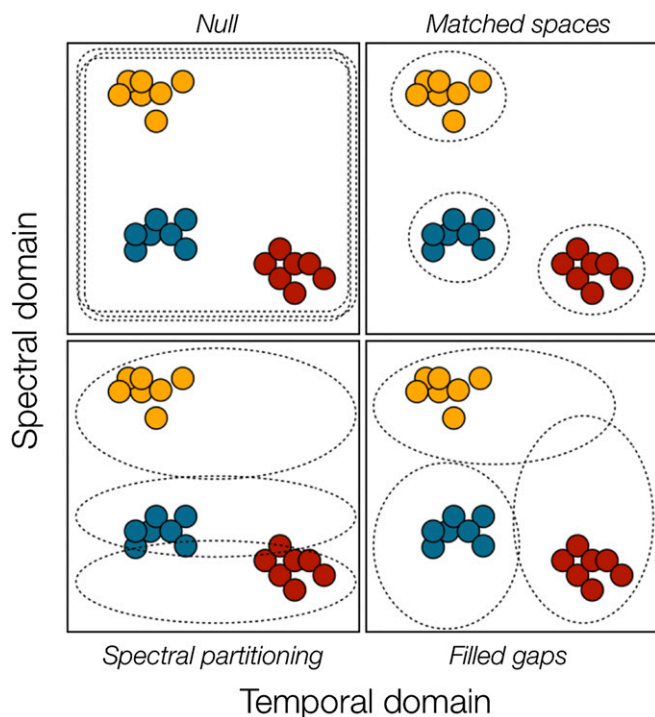 Null
Matched spaces
Spectral domain
Spectral partitioning
Filled gaps
Temporal domain